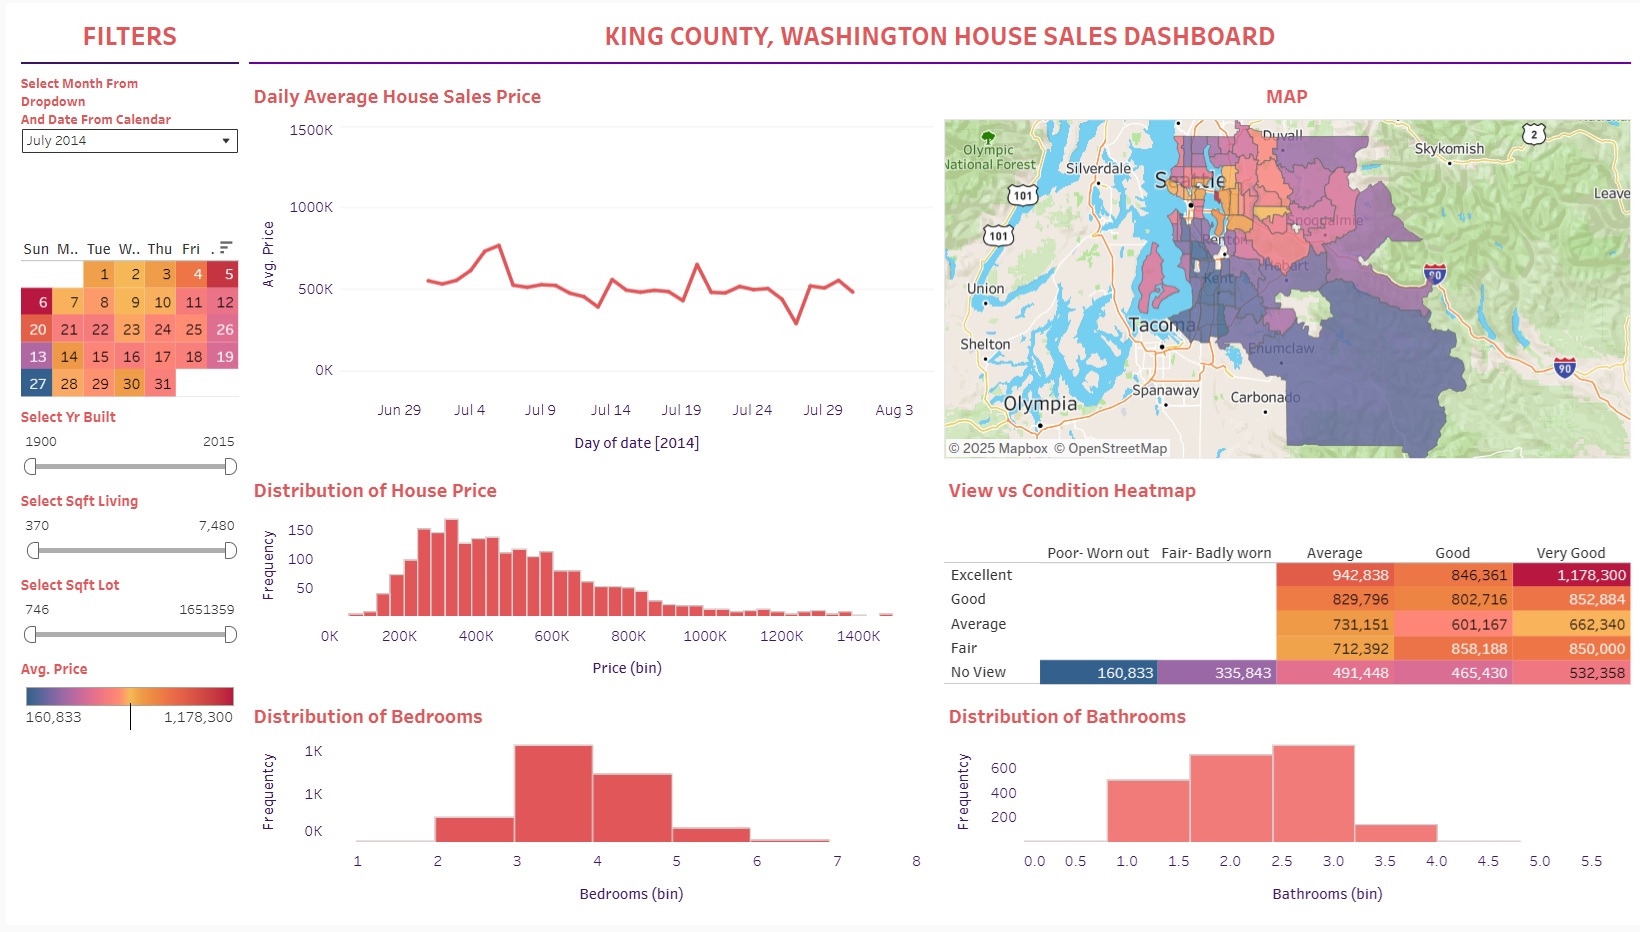 FILTERS
KING COUNTY, WASHINGTON HOUSE SALES DASHBOARD
Select Month From
Dropdown
And Date From Calendar
July 2014
Sun M.. Tue W.. Thu Fri .
1 2 3 4 5
6 7 8 9 10 11 12
20 21 22 23 24 25 26
13 14 15 16 17 18 19
27 28 29 30 31
Select Yr Built
1900 2015
Select Sqft Living
370 7,480
Select Sqft Lot
746 1651359
Avg. Price
160,833 1,178,300
Daily Average House Sales Price
Avg. Price
1500K
1000K
500K
0K
Jun 29 Jul 4 Jul 9 Jul 14 Jul 19 Jul 24 Jul 29 Aug 3
Day of date [2014]
MAP
Duvall
2
Skykomish
Olympic
National Forest
Silverdale
Seattle
101
Leave
Snoqualmie
101
Renton
Hobart
90
Kent
Union
Tacoma
Shelton
Enumclaw
90
Spanaway
Carbonado
Olympia
© 2025 Mapbox © OpenStreetMap
Distribution of House Price
Frequency
150
100
50
0K 200K 400K 600K 800K 1000K 1200K 1400K
Price (bin)
View vs Condition Heatmap
Poor- Worn out Fair- Badly worn Average Good Very Good
Excellent 942,838 846,361 1,178,300
Good 829,796 802,716 852,884
Average 731,151 601,167 662,340
Fair 712,392 858,188 850,000
No View 160,833 335,843 491,448 465,430 532,358
Distribution of Bedrooms
Frequentcy
1K
1K
0K
1 2 3 4 5 6 7 8
Bedrooms (bin)
Distribution of Bathrooms
Frequentcy
600
400
200
0.0 0.5 1.0 1.5 2.0 2.5 3.0 3.5 4.0 4.5 5.0 5.5
Bathrooms (bin)